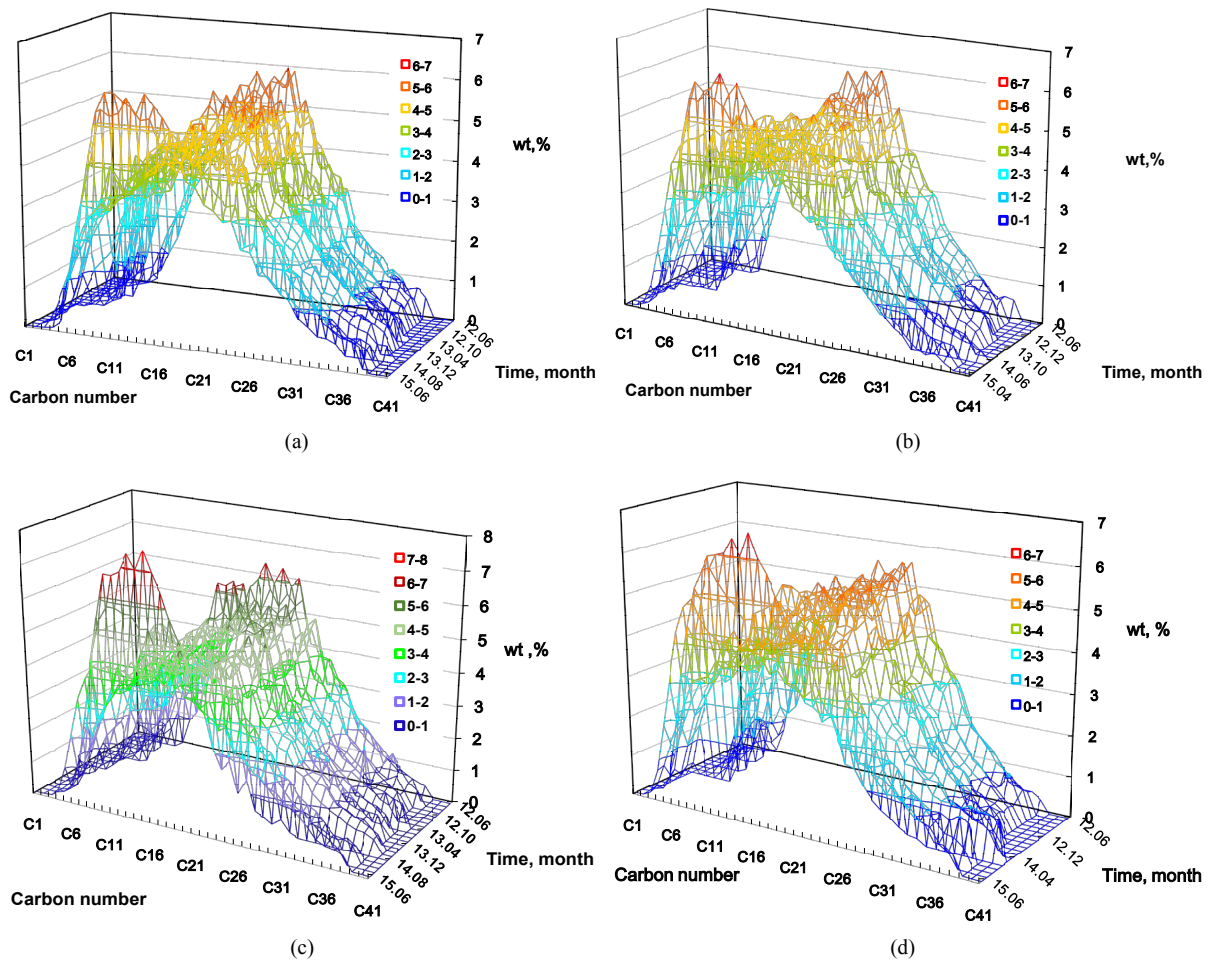 7
6
5
4
3
2
1
0
wt,%
6-7
5-6
4-5
3-4
2-3
1-2
0-1
12.06
12.10
13.04
13.12
14.08
15.06
Time, month
C1
C6
C11
C16
C21
C26
C31
C36
C41
Carbon number
(a)
7
6
5
4
3
2
1
0
wt,%
6-7
5-6
4-5
3-4
2-3
1-2
0-1
12.06
12.12
13.10
14.06
15.04
Time, month
C1
C6
C11
C16
C21
C26
C31
C36
C41
Carbon number
(b)
8
7
6
5
4
3
2
1
0
wt ,%
7-8
6-7
5-6
4-5
3-4
2-3
1-2
0-1
12.06
12.10
13.04
13.12
14.08
15.06
Time, month
C1
C6
C11
C16
C21
C26
C31
C36
C41
Carbon number
(c)
7
6
5
4
3
2
1
0
wt, %
6-7
5-6
4-5
3-4
2-3
1-2
0-1
12.06
12.12
14.04
15.06
Time, month
C1
C6
C11
C16
C21
C26
C31
C36
C41
Carbon number
(d)